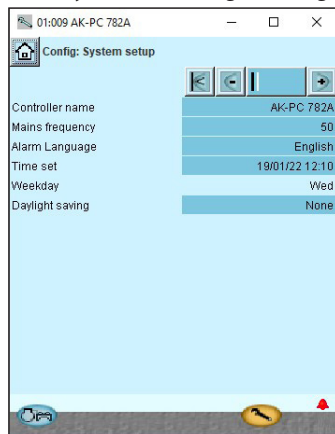 01:009 AK-PC 782A
Config: System setup
Controller name AK-PC 782A
Mains frequency 50
Alarm Language English
Time set 19/01/22 12:10
Weekday Wed
Daylight saving None